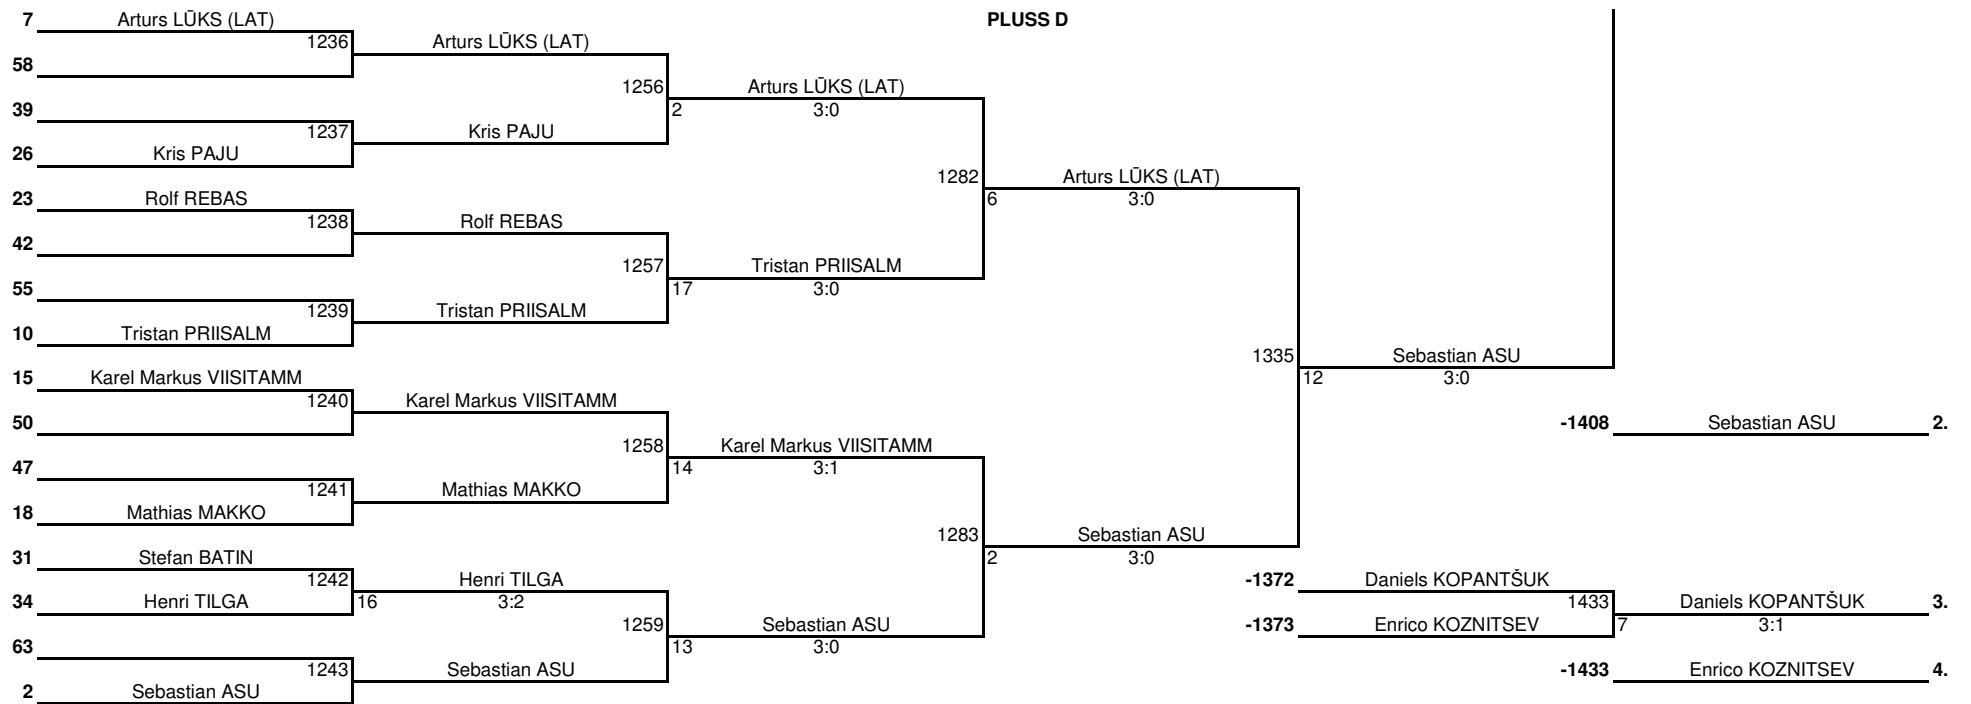 PLUSS D
7 Arturs LŪKS (LAT)
1236 Arturs LŪKS (LAT)
58
1256 Arturs LŪKS (LAT)
2 3:0
39
1237 Kris PAJU
26 Kris PAJU
1282 Arturs LŪKS (LAT)
6 3:0
23 Rolf REBAS
1238 Rolf REBAS
42
1257 Tristan PRIISALM
17 3:0
55
1239 Tristan PRIISALM
10 Tristan PRIISALM
1335 Sebastian ASU
12 3:0
15 Karel Markus VIISITAMM
1240 Karel Markus VIISITAMM
50
-1408 Sebastian ASU 2.
1258 Karel Markus VIISITAMM
14 3:1
47
1241 Mathias MAKKO
18 Mathias MAKKO
1283 Sebastian ASU
2 3:0
31 Stefan BATIN
1242 Henri TILGA
34 Henri TILGA
16 3:2
-1372 Daniels KOPANTŠUK
1433 Daniels KOPANTŠUK 3.
7 3:1
-1373 Enrico KOZNITSEV
1259 Sebastian ASU
13 3:0
63
1243 Sebastian ASU
2 Sebastian ASU
-1433 Enrico KOZNITSEV 4.